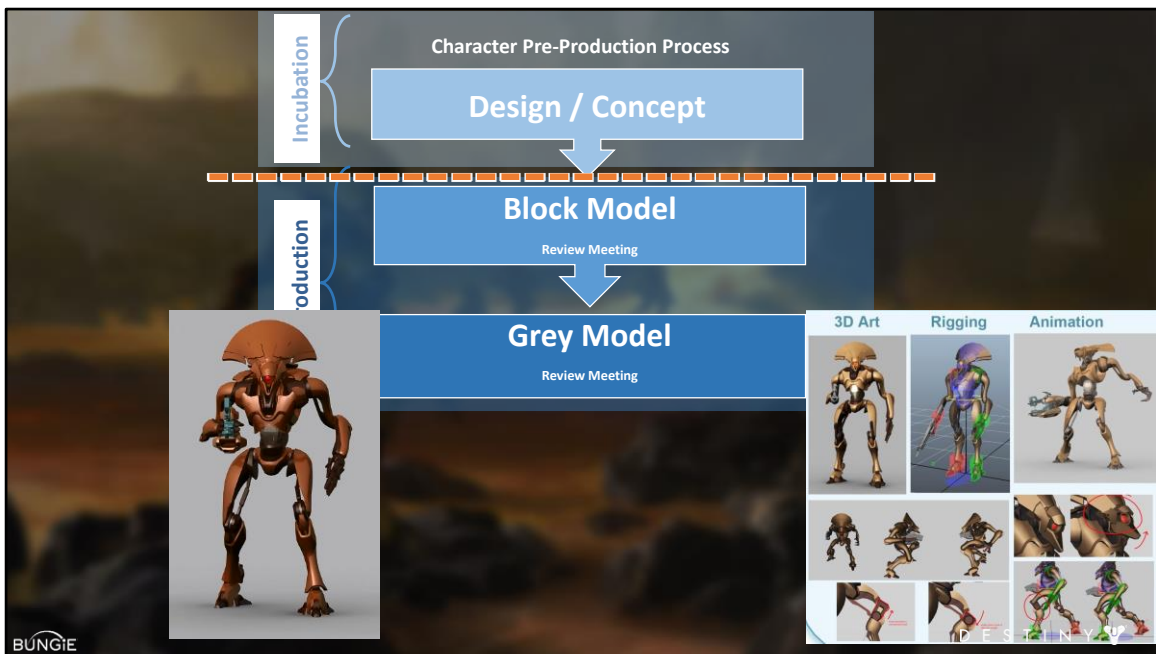 Character Pre-Production Process
Incubation
Design / Concept
Block Model
Review Meeting
roduction
Grey Model
Review Meeting
3D Art Rigging Animation
BUNGiE
DESTINY